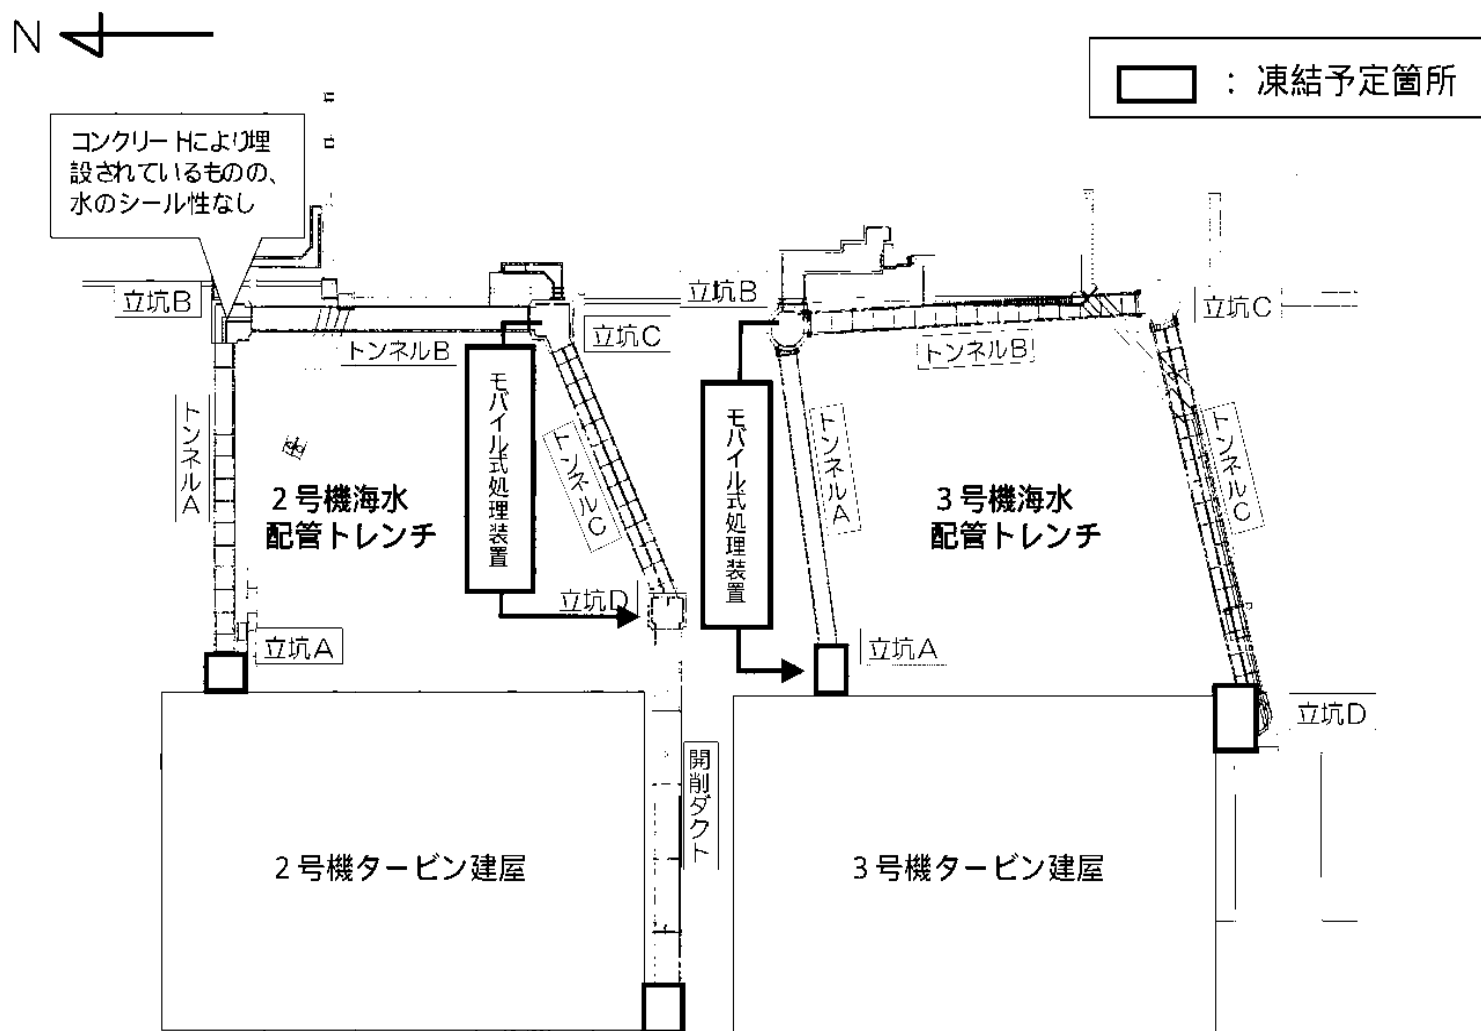 N
：凍結予定箇所
コンクリートにより埋
設されているものの、
水のシール性なし
立坑B
トンネルB
立坑C
立坑B
トンネルB
立坑C
トンネルA
2号機海水
配管トレンチ
モバイル式処理装置
トンネルC
モバイル式処理装置
トンネルA
3号機海水
配管トレンチ
トンネルC
立坑D
立坑A
立坑A
立坑D
開削ダクト
2号機タービン建屋
3号機タービン建屋